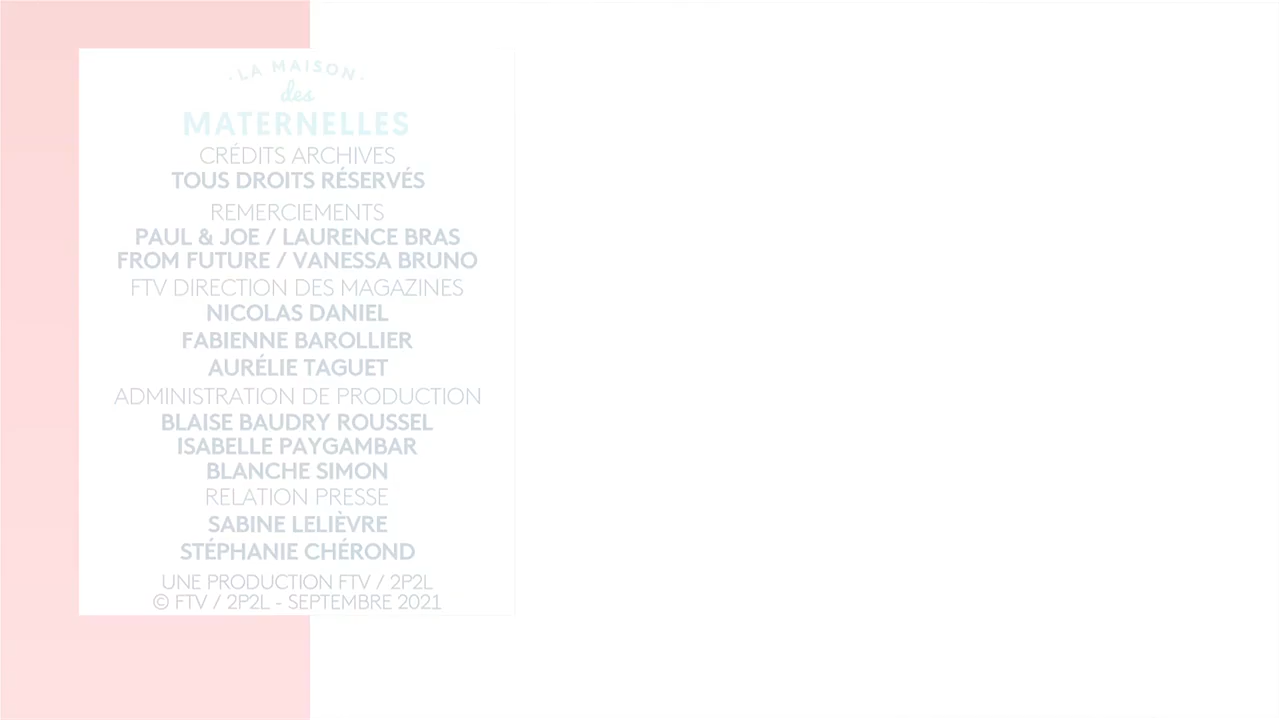 · LA MAISON ·
des
MATERNELLES
CRÉDITS ARCHIVES
TOUS DROITS RÉSERVÉS
REMERCIEMENTS
PAUL & JOE / LAURENCE BRAS
FROM FUTURE / VANESSA BRUNO
FTV DIRECTION DES MAGAZINES
NICOLAS DANIEL
FABIENNE BAROLLIER
AURÉLIE TAGUET
ADMINISTRATION DE PRODUCTION
BLAISE BAUDRY ROUSSEL
ISABELLE PAYGAMBAR
BLANCHE SIMON
RELATION PRESSE
SABINE LELIÈVRE
STÉPHANIE CHÉROND
UNE PRODUCTION FTV / 2P2L
© FTV / 2P2L - SEPTEMBRE 2021